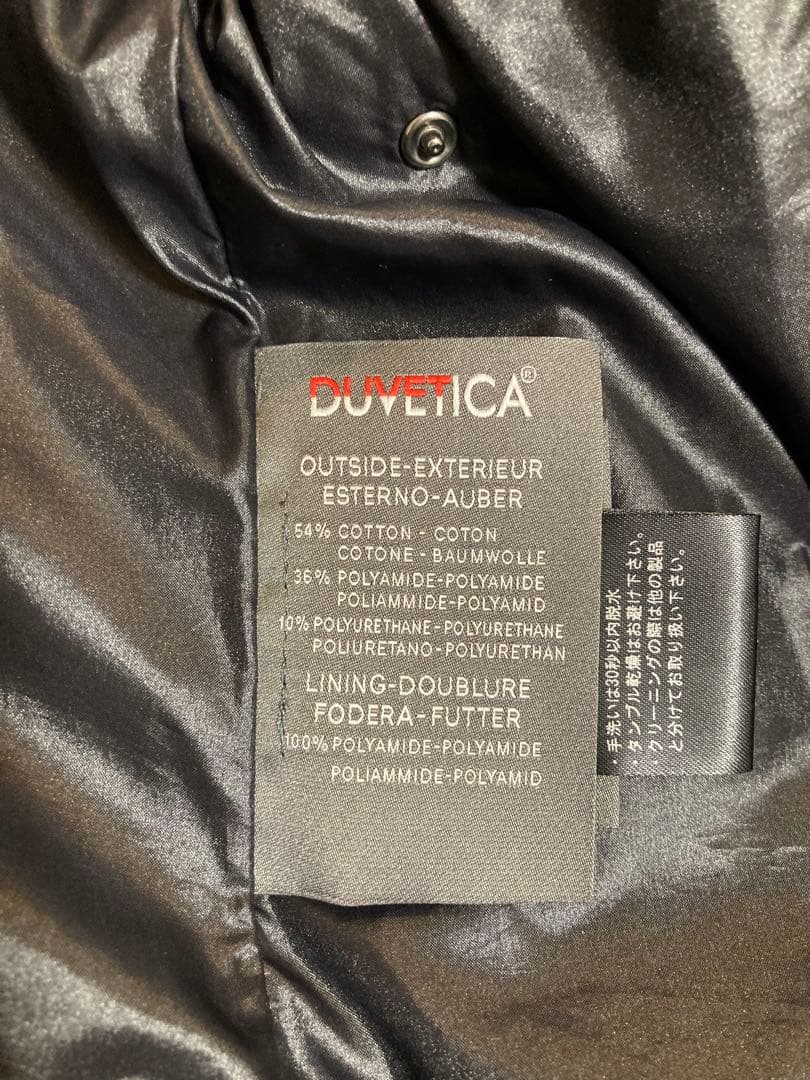 DUVETICA®
OUTSIDE-EXTERIEUR
ESTERNO-AUBER
54% COTTON - COTON
COTONE - BAUMWOLLE
36% POLYAMIDE-POLYAMIDE
POLIAMMIDE-POLYAMID
10% POLYURETHANE-POLYURETHANE
POLIURETANO-POLYURETHAN
LINING-DOUBLURE
FODERA-FUTTER
100% POLYAMIDE-POLYAMIDE
POLIAMMIDE-POLYAMID
・手洗いは30秒以内脱水
・タンブル乾燥はお避け下さい。
・クリーニングの際は他の製品
と分けてお取り扱い下さい。